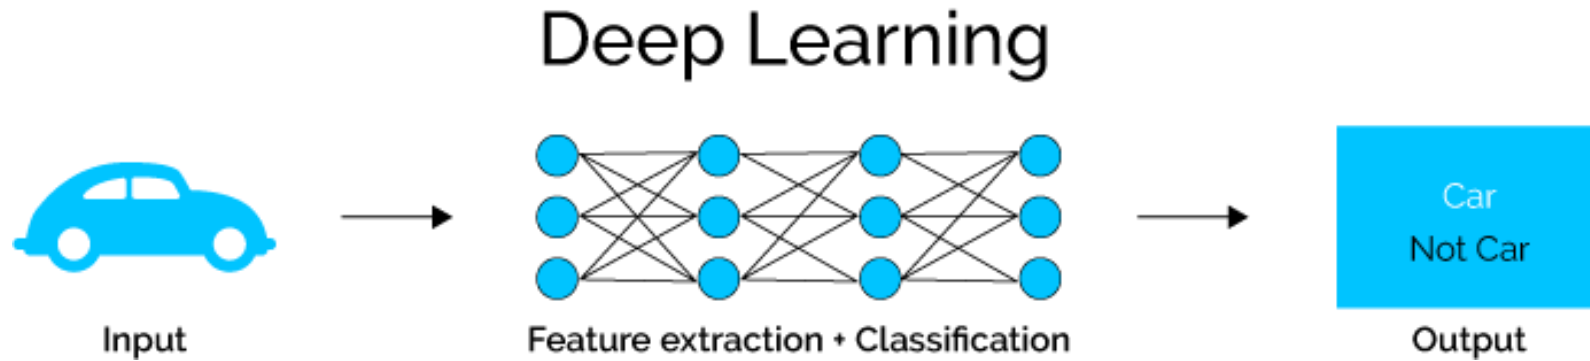 Deep Learning
Car
Not Car
Input
Feature extraction + Classification
Output